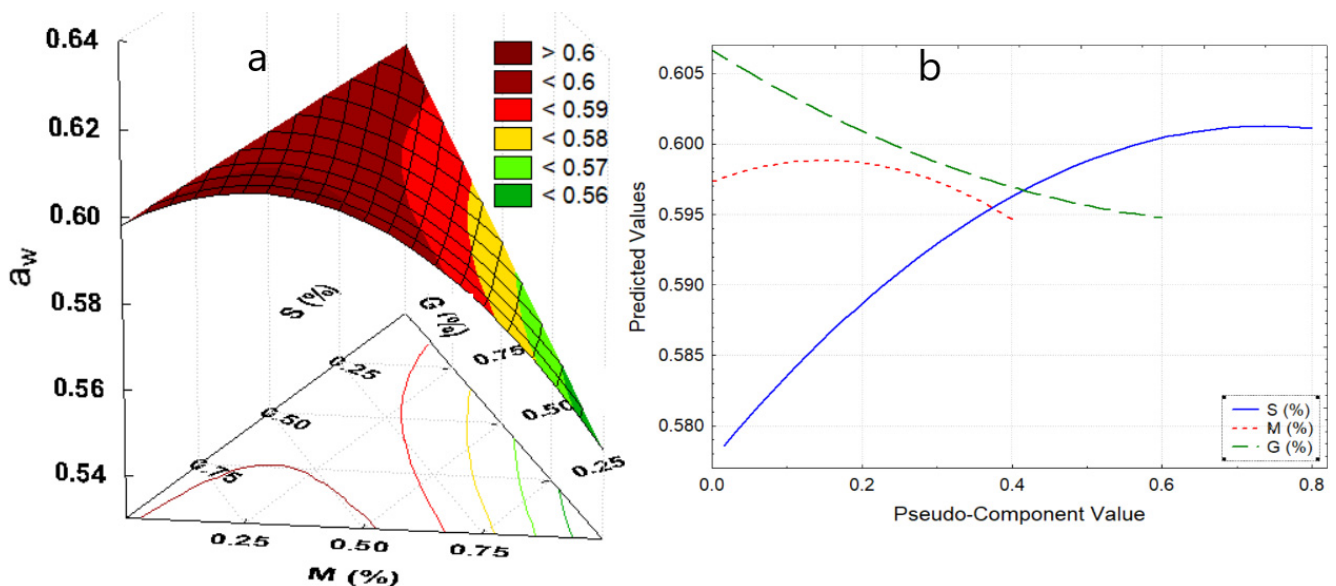 a
0.64
0.62
0.60
0.58
0.56
0.54
aw
> 0.6
< 0.6
< 0.59
< 0.58
< 0.57
< 0.56
S (%)
G (%)
0.25
0.50
0.75
0.75
0.50
0.25
0.25
0.50
0.75
M (%)
b
0.605
0.600
0.595
0.590
0.585
0.580
Predicted Values
0.0
0.2
0.4
0.6
0.8
Pseudo-Component Value
S (%)
M (%)
G (%)